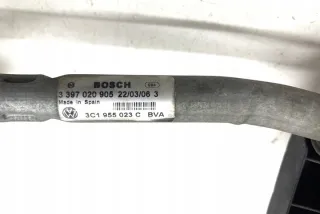 BOSCH
3 397 020 905 22/03/06 3
Made in Spain
3C1 955 023 C BVA